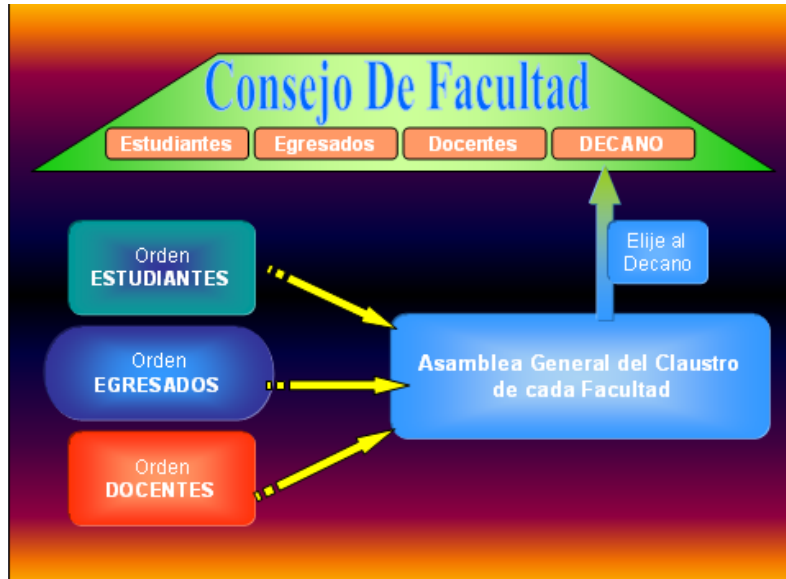 Consejo De Facultad
Estudiantes Egresados Docentes DECANO
Elije al
Decano
Orden
ESTUDIANTES
Orden
EGRESADOS
Asamblea General del Claustro
de cada Facultad
Orden
DOCENTES